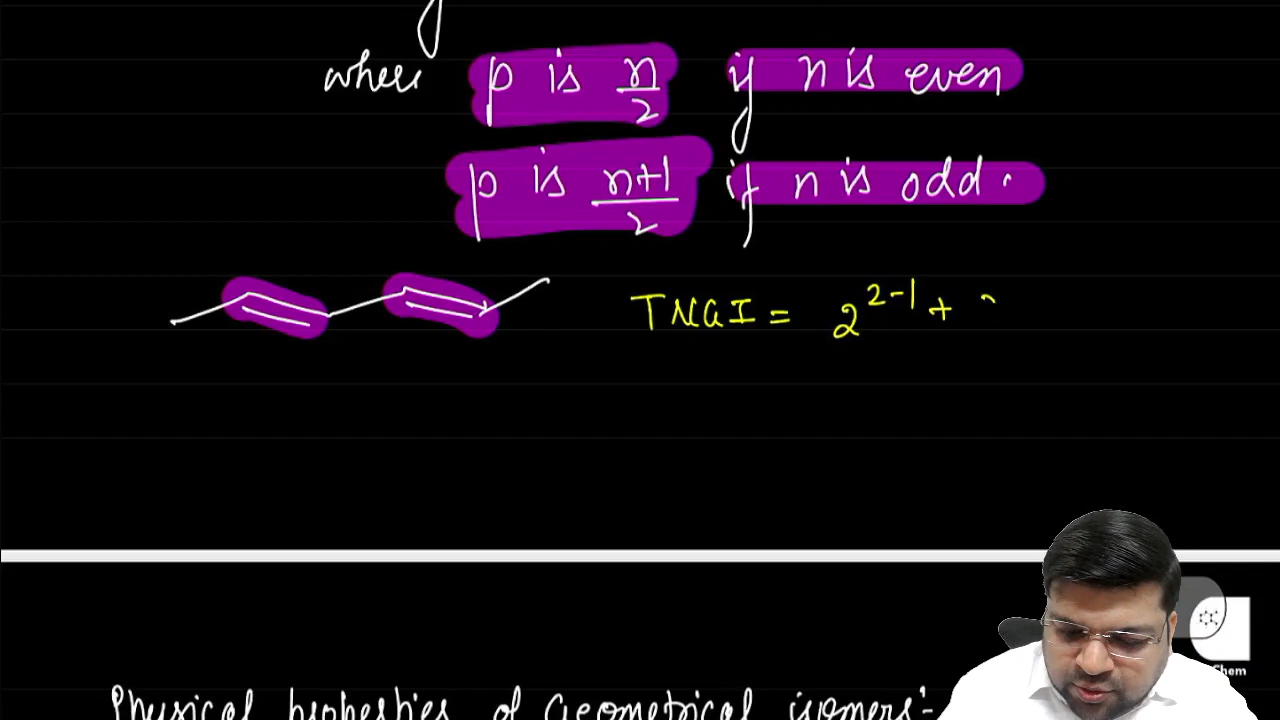 where p is n/2 if n is even
p is n+1/2 if n is odd.
TNGI = 2^{2-1} +
Physical properties of Geometrical isomers:-
Chem